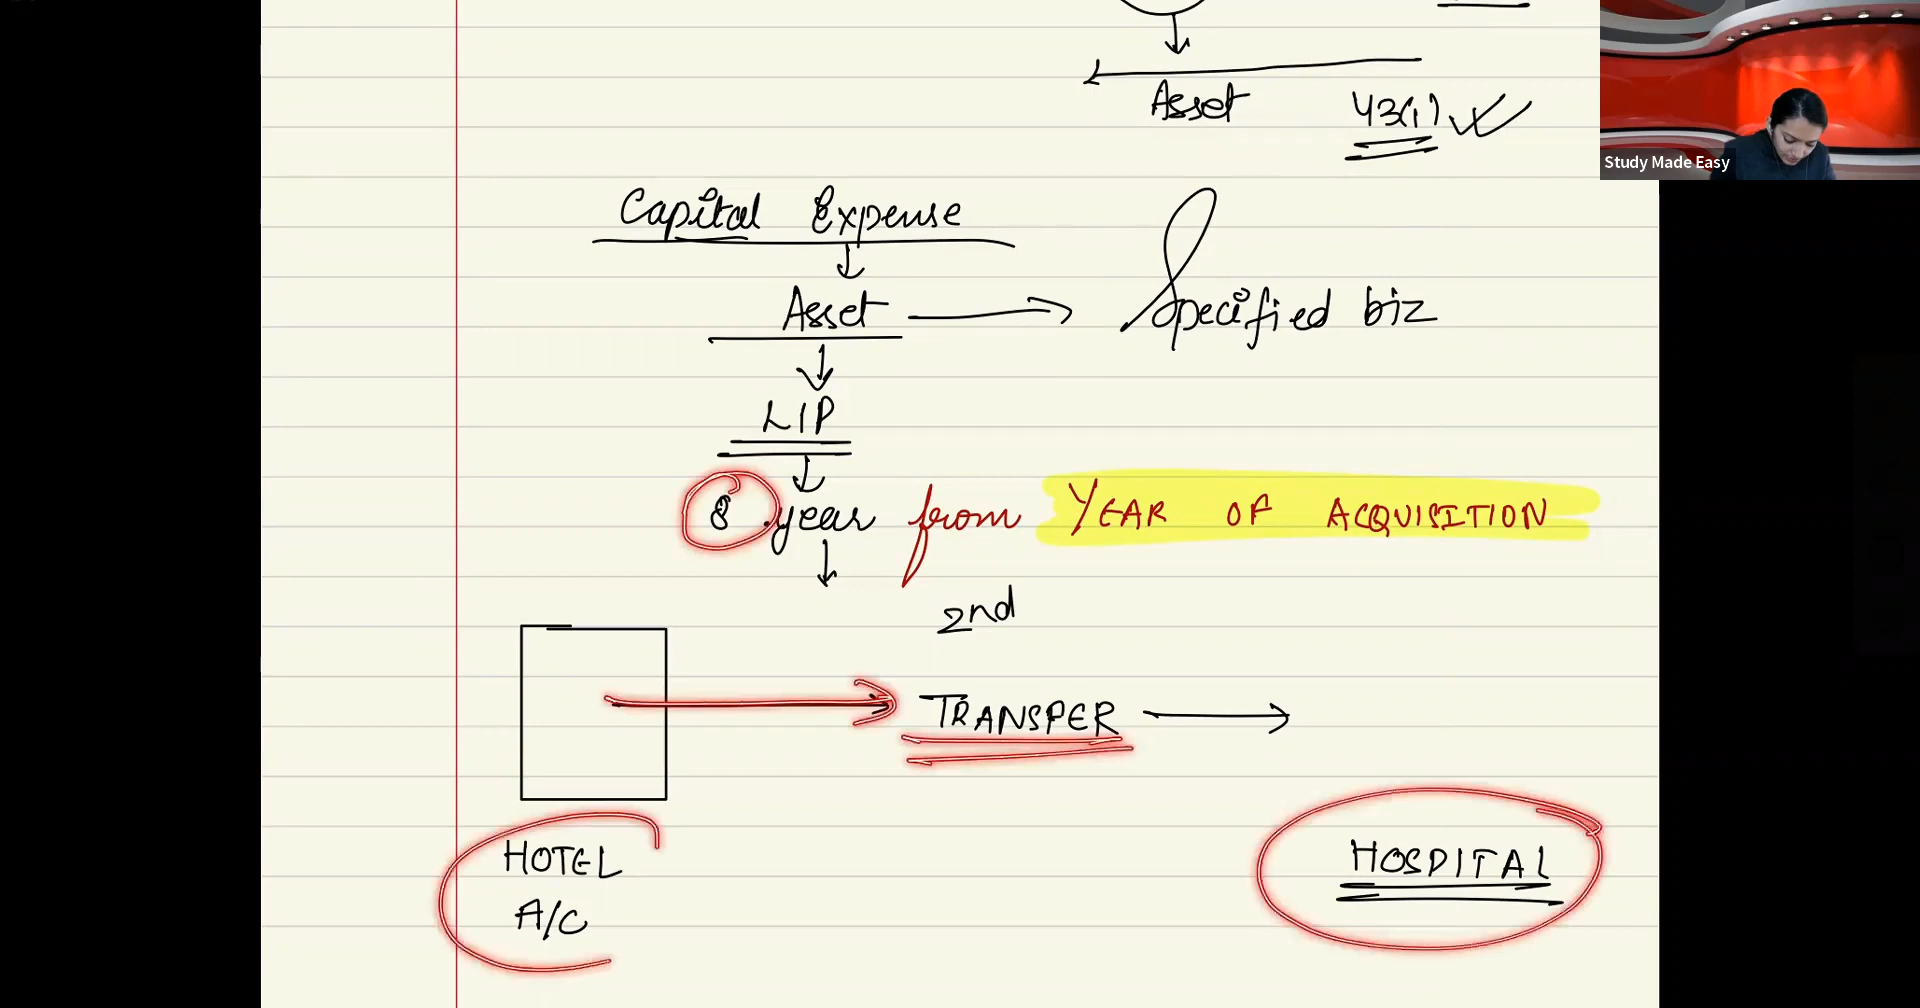 Asset 43(1)
Study Made Easy
Capital Expense
Asset Specified biz
LIP
8 year from YEAR OF ACQUISITION
2nd
TRANSFER
HOTEL HOSPITAL
A/C